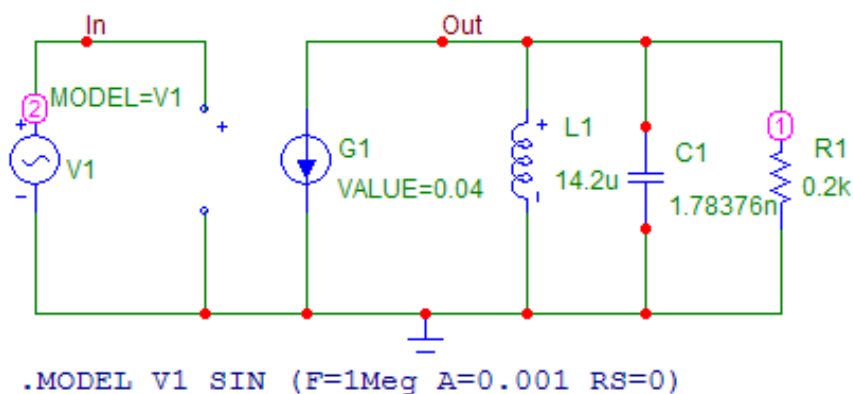 In
Out
2
MODEL=V1
+
V1
-
+
G1
VALUE=0.04
+
L1
14.2u
-
C1
1.78376n
1
R1
0.2k
.MODEL V1 SIN (F=1Meg A=0.001 RS=0)